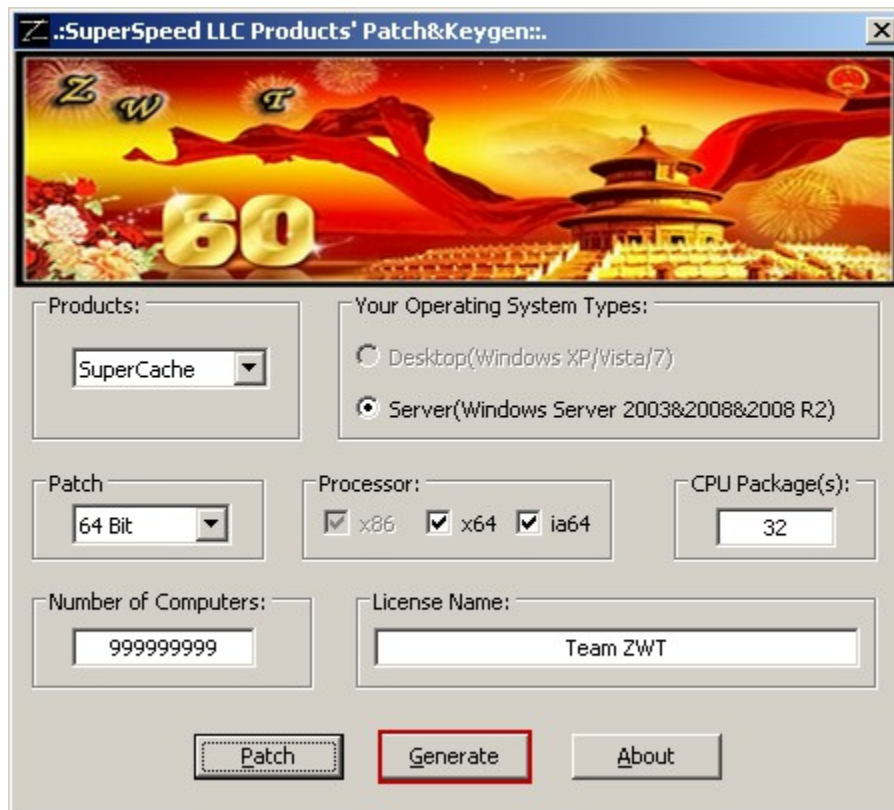 .:SuperSpeed LLC Products' Patch&Keygen::.
Z W T
60
Products:
SuperCache
Your Operating System Types:
Desktop(Windows XP/Vista/7)
Server(Windows Server 2003&2008&2008 R2)
Patch
64 Bit
Processor:
x86 x64 ia64
CPU Package(s):
32
Number of Computers:
999999999
License Name:
Team ZWT
Patch Generate About